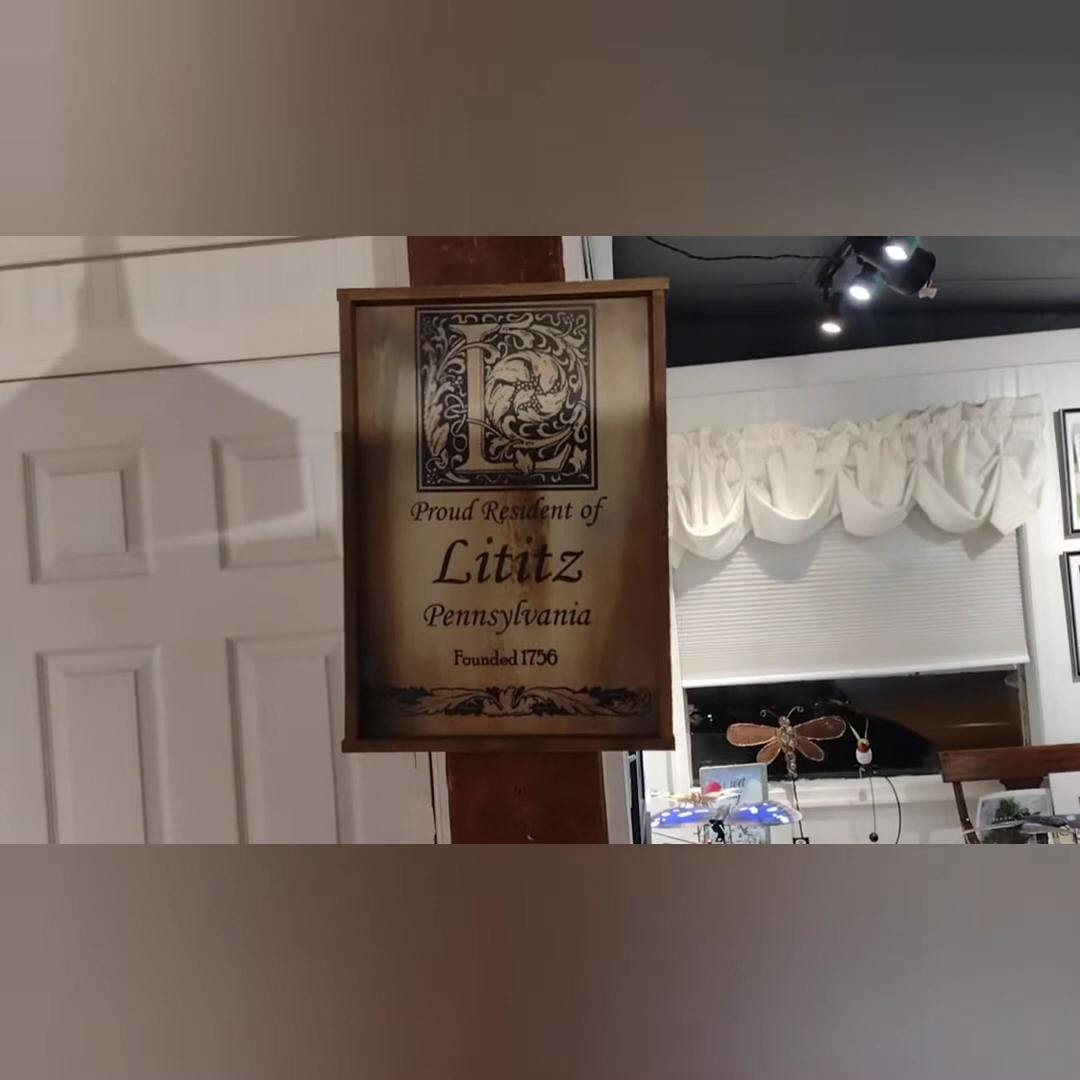 L
Proud Resident of
Lititz
Pennsylvania
Founded 1756